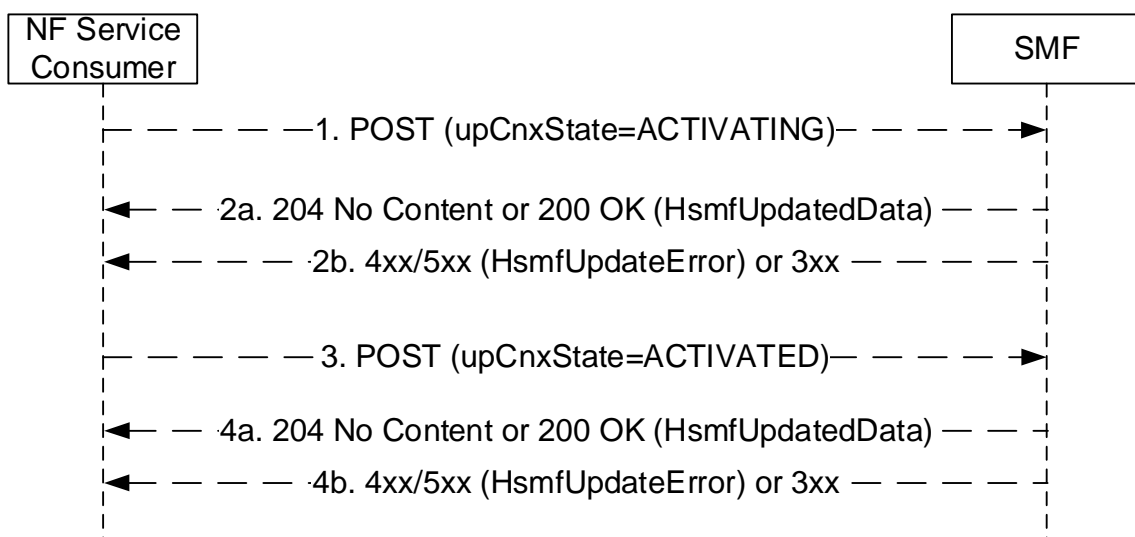 NF Service
Consumer
SMF
1. POST (upCnxState=ACTIVATING)
2a. 204 No Content or 200 OK (HsmfUpdatedData)
2b. 4xx/5xx (HsmfUpdateError) or 3xx
3. POST (upCnxState=ACTIVATED)
4a. 204 No Content or 200 OK (HsmfUpdatedData)
4b. 4xx/5xx (HsmfUpdateError) or 3xx